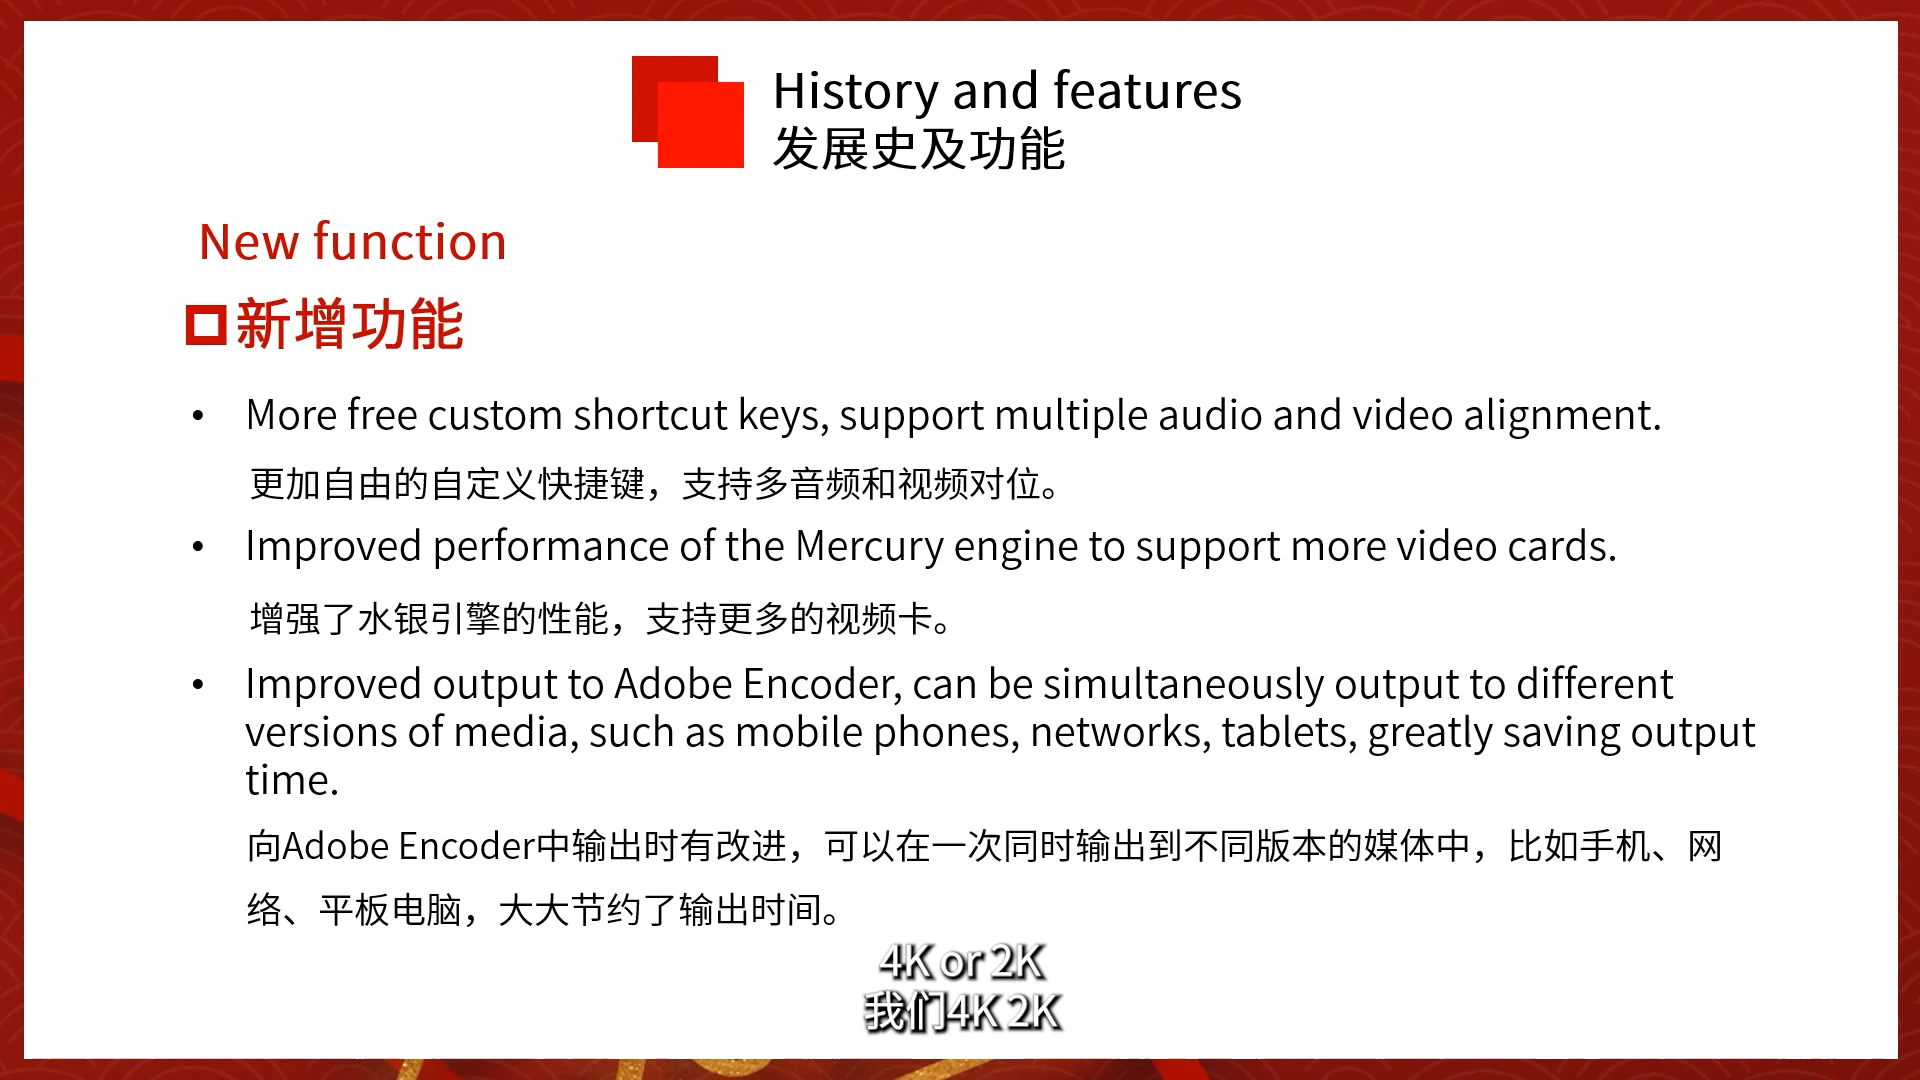 History and features
发展史及功能
New function
新增功能
• More free custom shortcut keys, support multiple audio and video alignment.
更加自由的自定义快捷键，支持多音频和视频对位。
• Improved performance of the Mercury engine to support more video cards.
增强了水银引擎的性能，支持更多的视频卡。
• Improved output to Adobe Encoder, can be simultaneously output to different
versions of media, such as mobile phones, networks, tablets, greatly saving output
time.
向Adobe Encoder中输出时有改进，可以在一次同时输出到不同版本的媒体中，比如手机、网
络、平板电脑，大大节约了输出时间。
4K or 2K
我们4K 2K